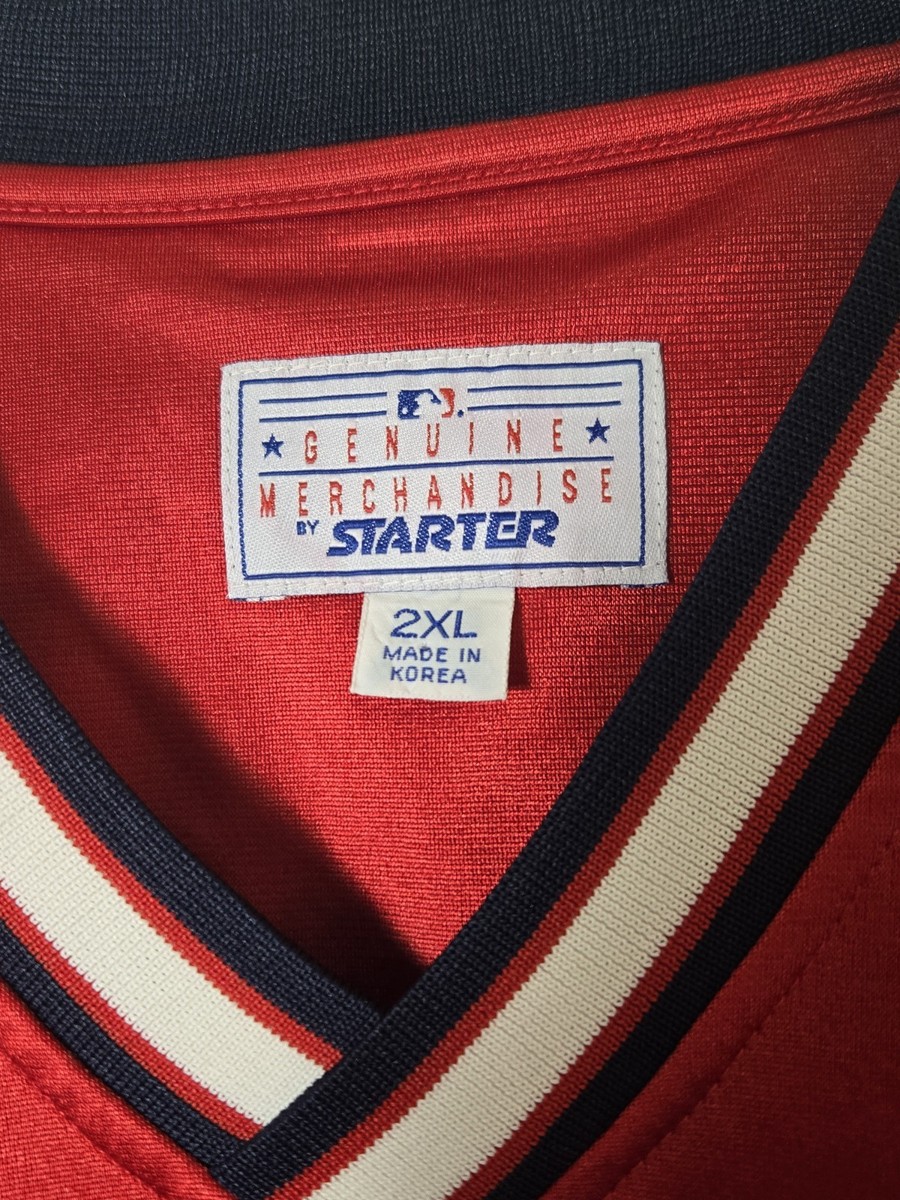 GENUINE
MERCHANDISE
BY STARTER
2XL
MADE IN
KOREA